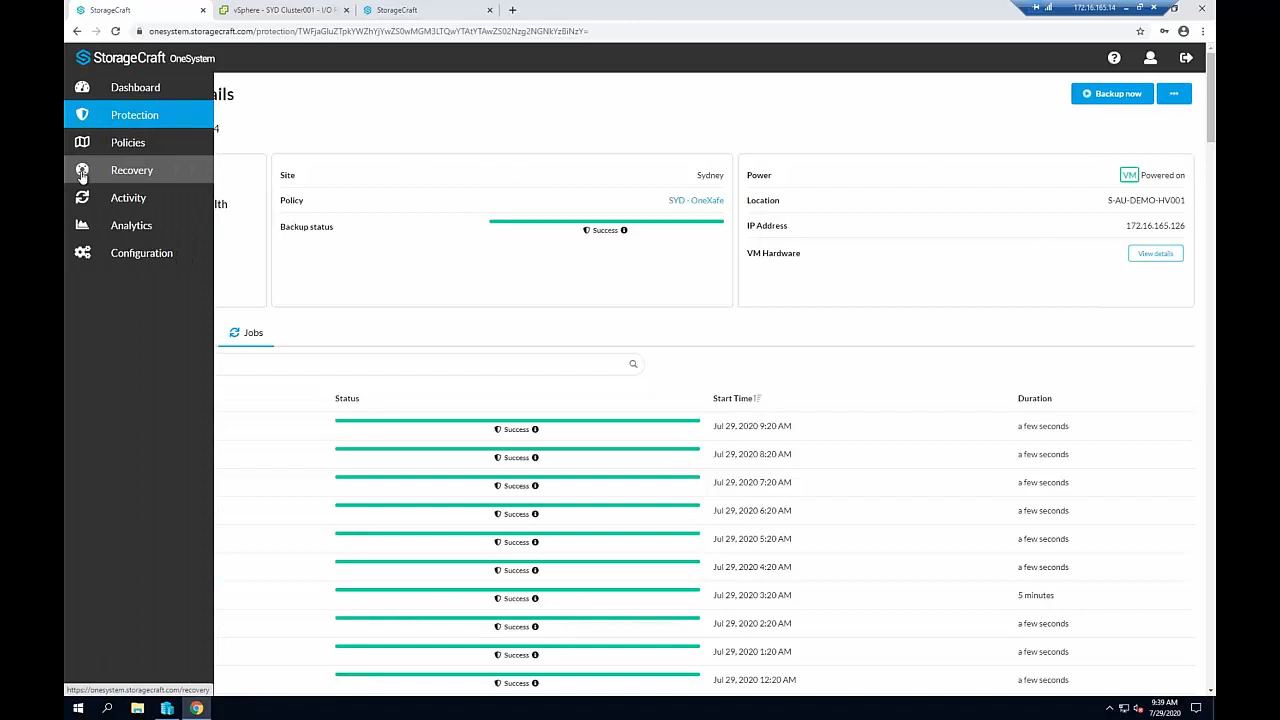 StorageCraft
vSphere - SYD Cluster001 - I/O
StorageCraft
172.16.165.14
onesystem.storagecraft.com/protection/TWFjaGluZTpkYWZhYjYwZS0wMGM3LTQwYTAtYTAwZS02Nzg2NGNkYzBiNzY=
StorageCraft OneSystem
Dashboard
Protection
Policies
Recovery
Activity
Analytics
Configuration
ails
Backup now
4
lth
Site
Sydney
Policy
SYD - OneXafe
Backup status
Success
Power
VM Powered on
Location
S-AU-DEMO-HV001
IP Address
172.16.165.126
VM Hardware
View details
Jobs
Status
Start Time
Duration
Success
Jul 29, 2020 9:20 AM
a few seconds
Success
Jul 29, 2020 8:20 AM
a few seconds
Success
Jul 29, 2020 7:20 AM
a few seconds
Success
Jul 29, 2020 6:20 AM
a few seconds
Success
Jul 29, 2020 5:20 AM
a few seconds
Success
Jul 29, 2020 4:20 AM
a few seconds
Success
Jul 29, 2020 3:20 AM
5 minutes
Success
Jul 29, 2020 2:20 AM
a few seconds
Success
Jul 29, 2020 1:20 AM
a few seconds
Success
Jul 29, 2020 12:20 AM
a few seconds
https://onesystem.storagecraft.com/recovery
9:39 AM
7/29/2020